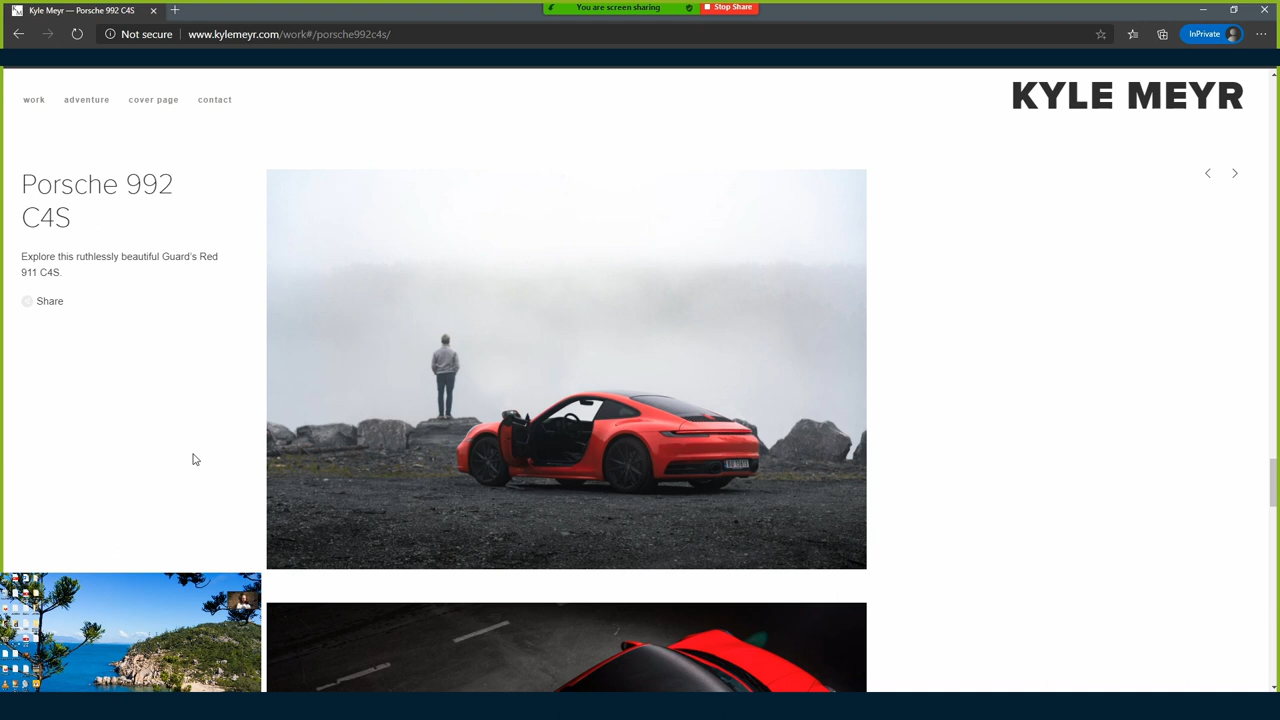 Kyle Meyr — Porsche 992 C4S
You are screen sharing
Stop Share
Not secure
www.kylemeyr.com/work#/porsche992c4s/
InPrivate
work
adventure
cover page
contact
KYLE MEYR
Porsche 992
C4S
Explore this ruthlessly beautiful Guard's Red
911 C4S.
Share